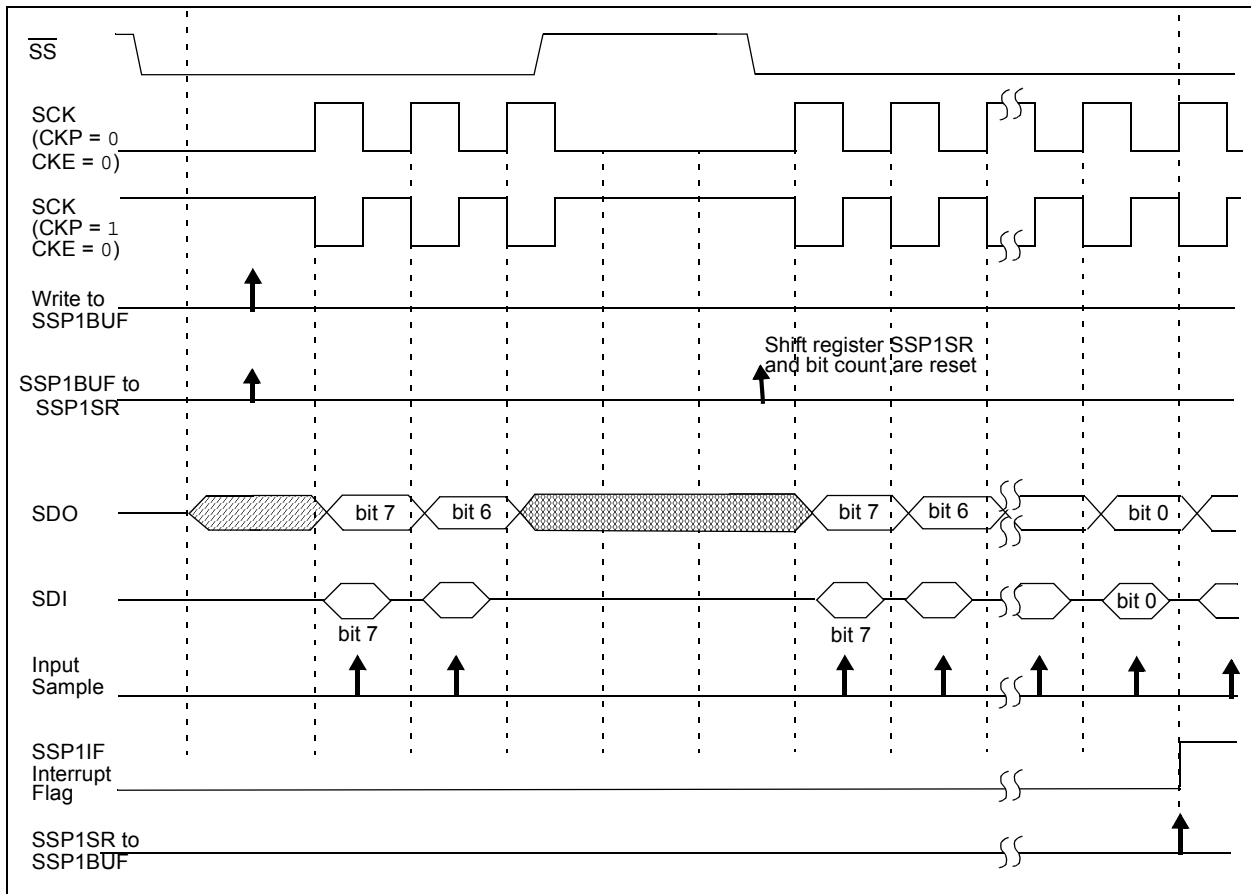 SS
SCK
(CKP = 0
CKE = 0)
SCK
(CKP = 1
CKE = 0)
Write to
SSP1BUF
Shift register SSP1SR
and bit count are reset
SSP1BUF to
SSP1SR
SDO
bit 7
bit 6
bit 7
bit 6
bit 0
SDI
bit 0
bit 7
bit 7
Input
Sample
SSP1IF
Interrupt
Flag
SSP1SR to
SSP1BUF